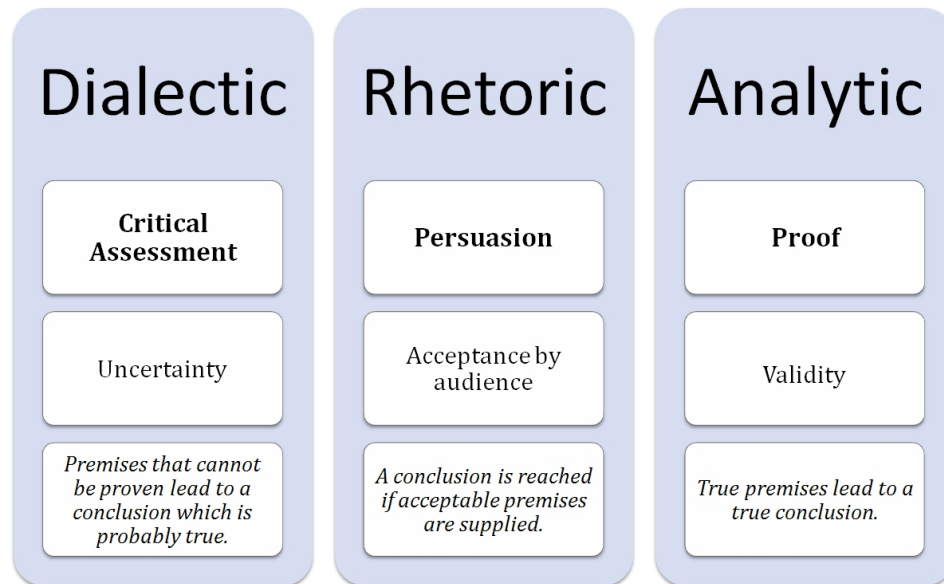 Dialectic
Critical
Assessment
Uncertainty
Premises that cannot
be proven lead to a
conclusion which is
probably true.
Rhetoric
Persuasion
Acceptance by
audience
A conclusion is reached
if acceptable premises
are supplied.
Analytic
Proof
Validity
True premises lead to a
true conclusion.